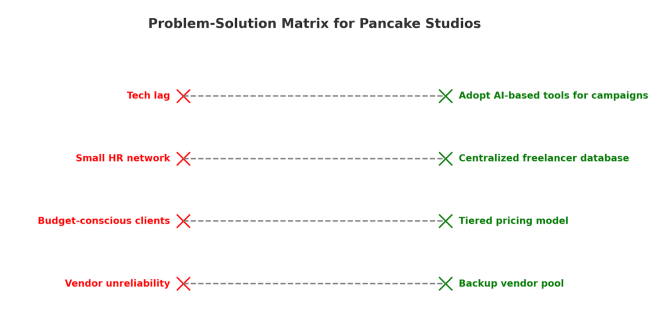 Problem-Solution Matrix for Pancake Studios
Tech lag Adopt AI-based tools for campaigns
Small HR network Centralized freelancer database
Budget-conscious clients Tiered pricing model
Vendor unreliability Backup vendor pool